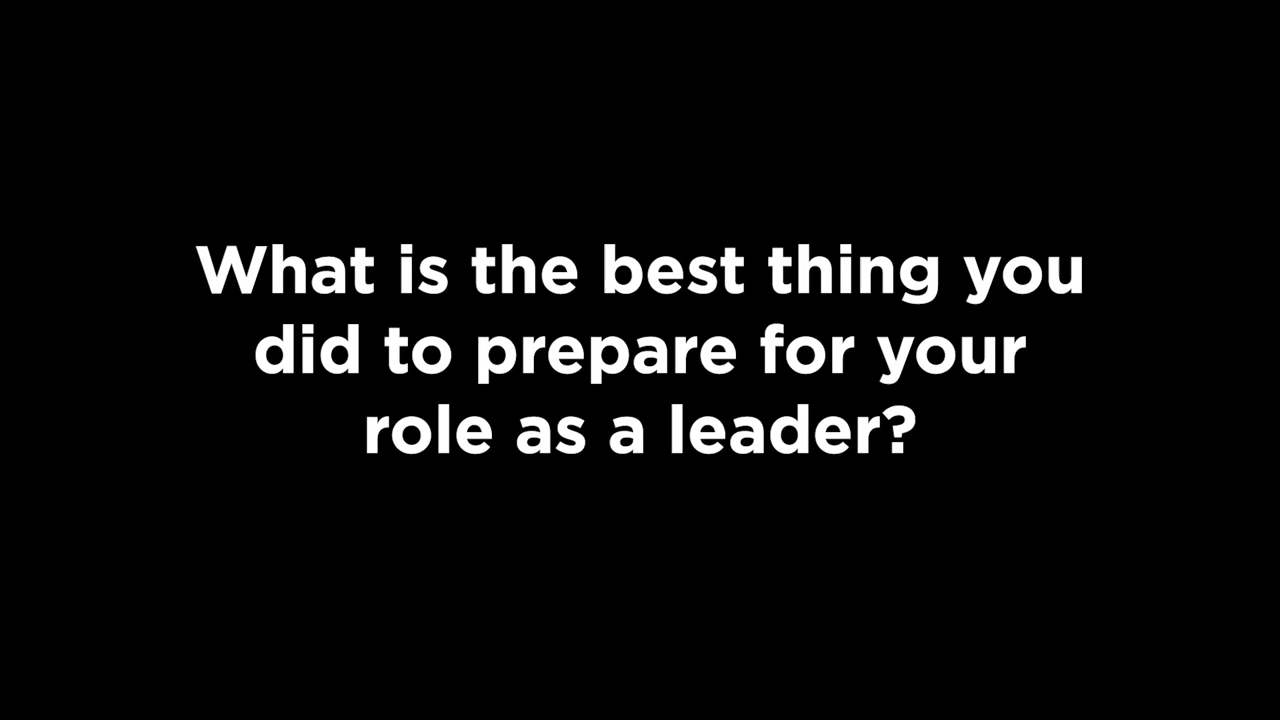 What is the best thing you
did to prepare for your
role as a leader?